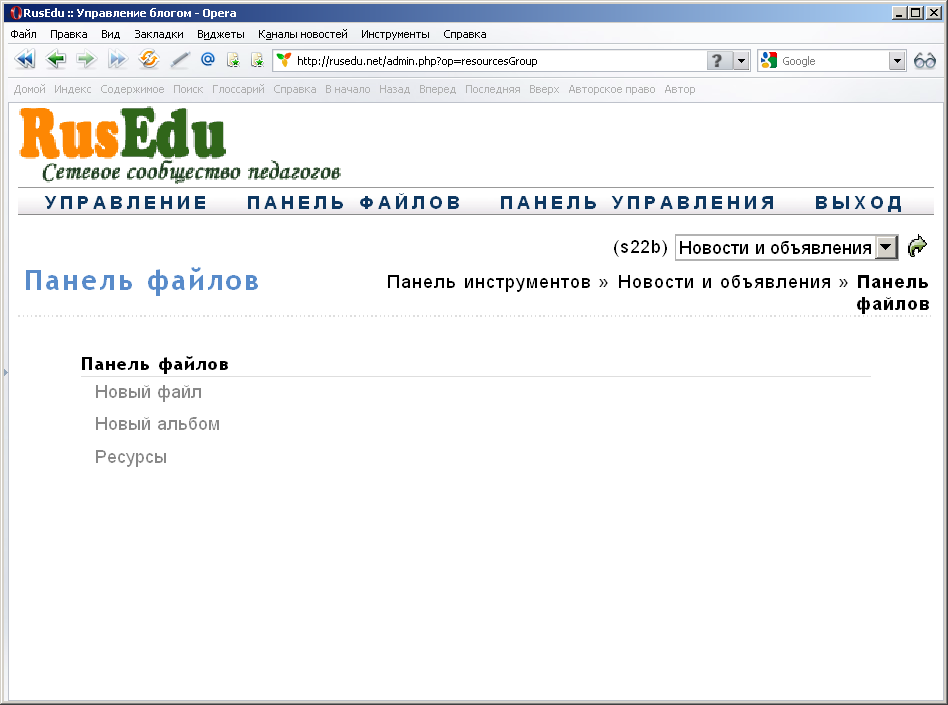 RusEdu :: Управление блогом - Opera
Файл Правка Вид Закладки Виджеты Каналы новостей Инструменты Справка
http://rusedu.net/admin.php?op=resourcesGroup ? Google
Домой Индекс Содержимое Поиск Глоссарий Справка В начало Назад Вперед Последняя Вверх Авторское право Автор
RusEdu
Сетевое сообщество педагогов
УПРАВЛЕНИЕ ПАНЕЛЬ ФАЙЛОВ ПАНЕЛЬ УПРАВЛЕНИЯ ВЫХОД
(s22b) Новости и объявления
Панель файлов
Панель инструментов » Новости и объявления » Панель
файлов
Панель файлов
Новый файл
Новый альбом
Ресурсы